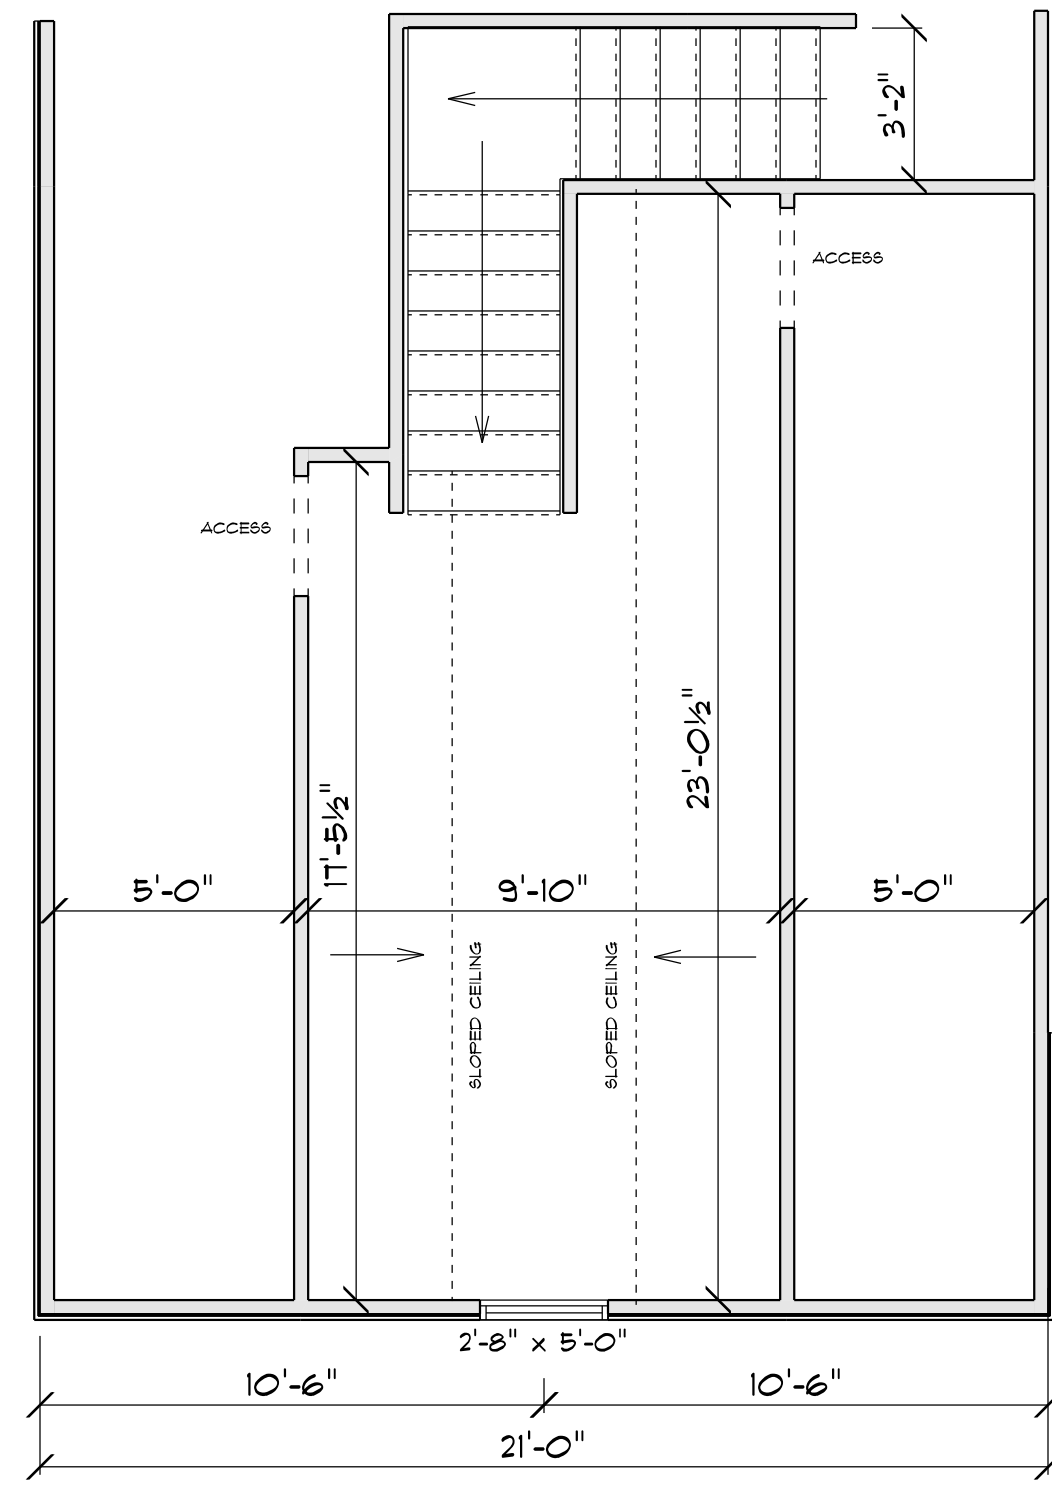 3'-2"
ACCESS
ACCESS
23'-0½"
17'-5½"
5'-0"
9'-10"
5'-0"
SLOPED CEILING
SLOPED CEILING
2'-8" x 5'-0"
10'-6"
10'-6"
21'-0"